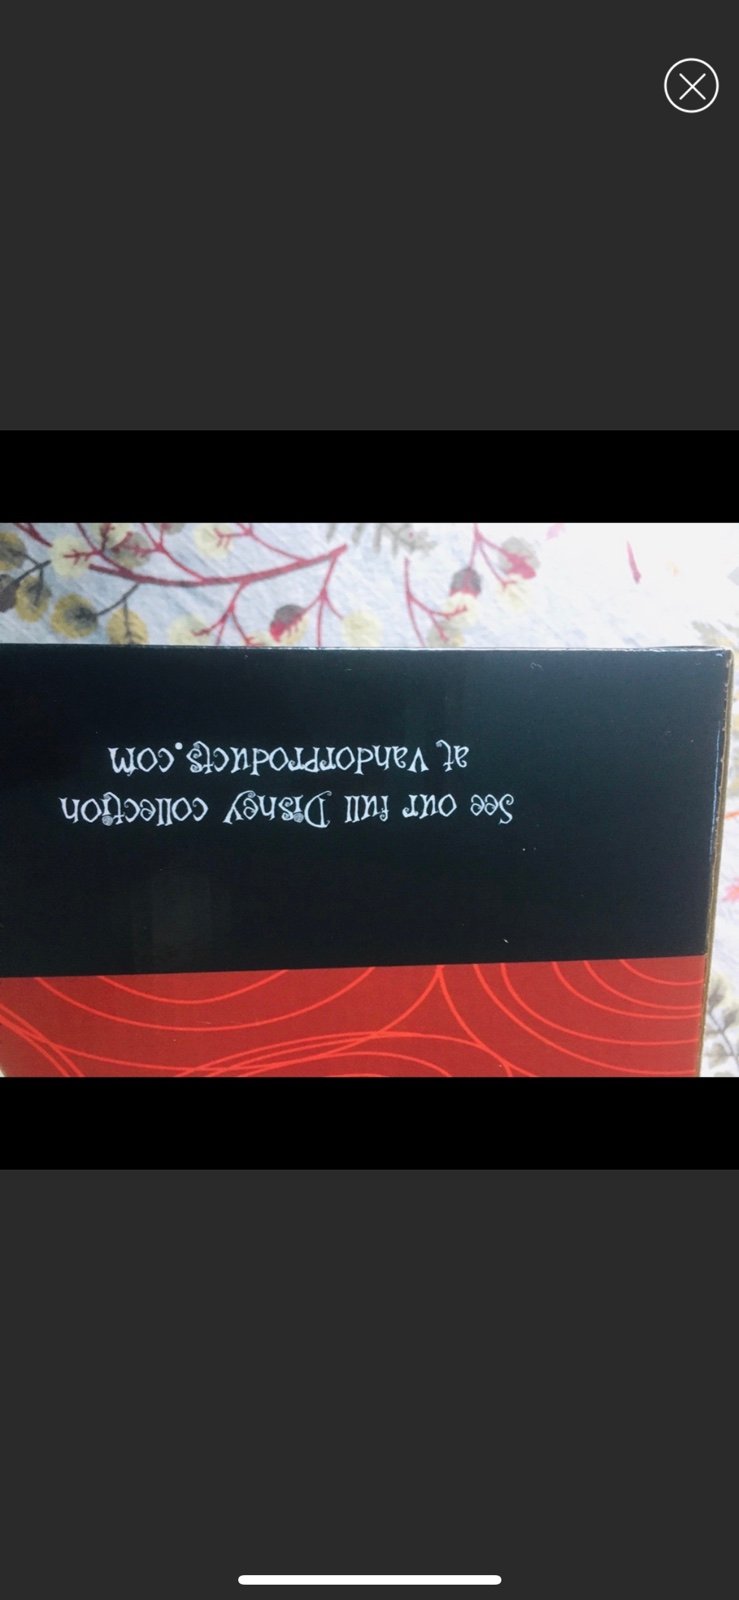 See our full Disney collection
at vandorproducts.com